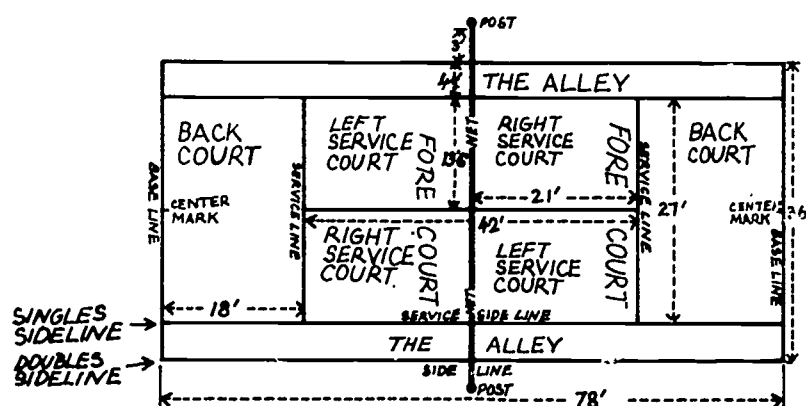 POST
3'
4½'
THE ALLEY
BACK
COURT
LEFT
SERVICE
COURT
FORE
13'6"
NET
RIGHT
SERVICE
COURT
FORE
BACK
COURT
BASE LINE
CENTER
MARK
SERVICE LINE
21'
42'
SERVICE LINE
27'
CENTER
MARK
36
BASE LINE
RIGHT
SERVICE
COURT
COURT
LEFT
SERVICE
COURT
COURT
LINE
18'
SERVICE SIDE LINE
SINGLES
SIDELINE
THE ALLEY
DOUBLES
SIDELINE
SIDE LINE
POST
78'